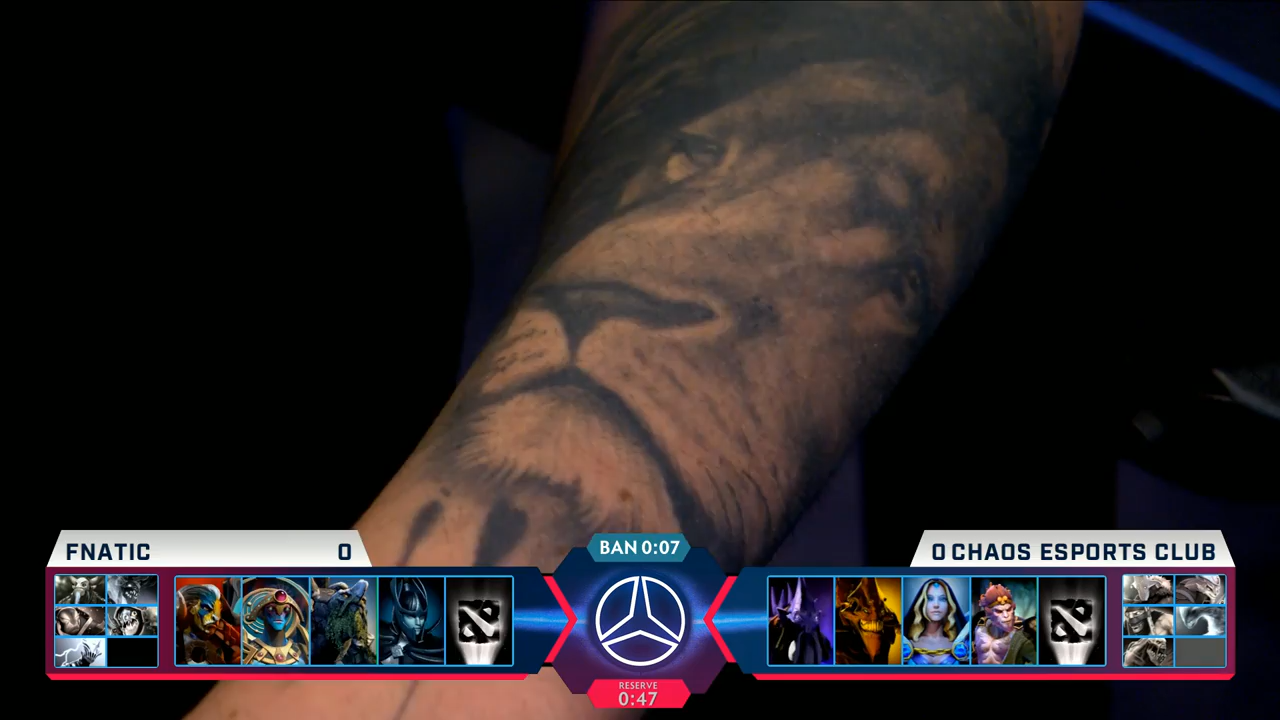 BAN 0:07
FNATIC 0
0 CHAOS ESPORTS CLUB
RESERVE
0:47